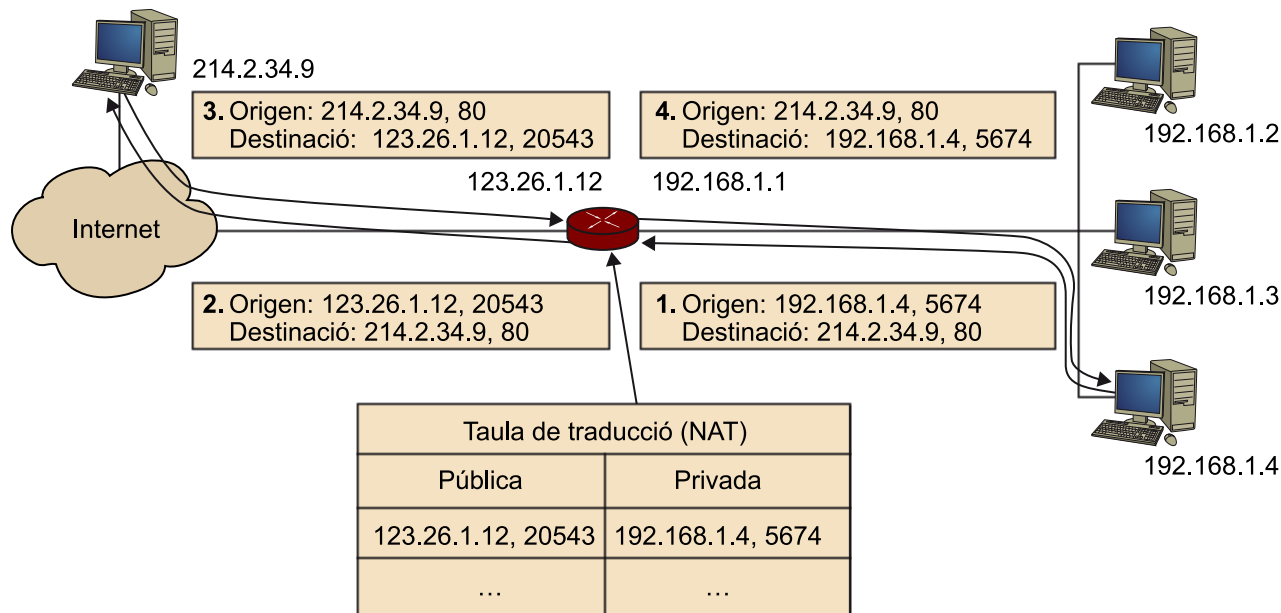 214.2.34.9
3. Origen: 214.2.34.9, 80
Destinació: 123.26.1.12, 20543
4. Origen: 214.2.34.9, 80
Destinació: 192.168.1.4, 5674
192.168.1.2
123.26.1.12
192.168.1.1
Internet
192.168.1.3
2. Origen: 123.26.1.12, 20543
Destinació: 214.2.34.9, 80
1. Origen: 192.168.1.4, 5674
Destinació: 214.2.34.9, 80
192.168.1.4
Taula de traducció (NAT)
Pública
Privada
123.26.1.12, 20543
192.168.1.4, 5674
...
...